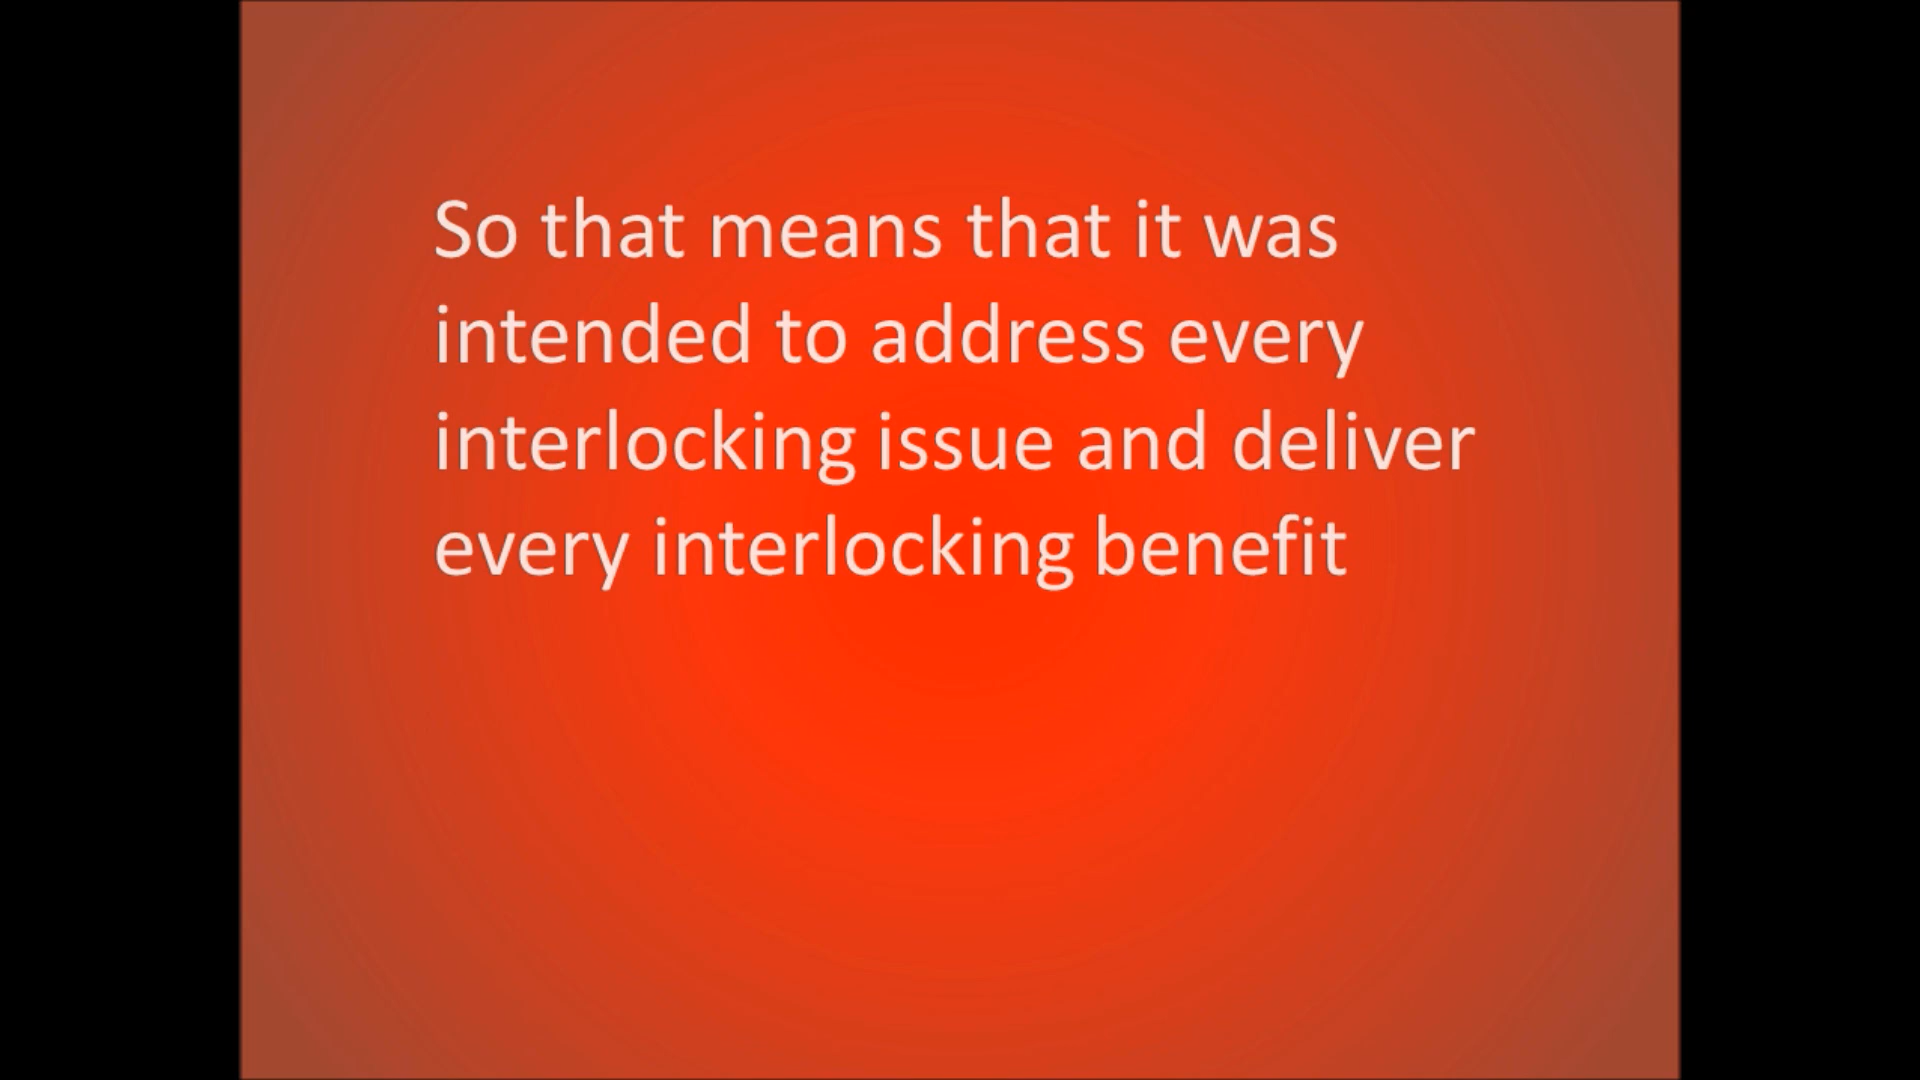 So that means that it was
intended to address every
interlocking issue and deliver
every interlocking benefit